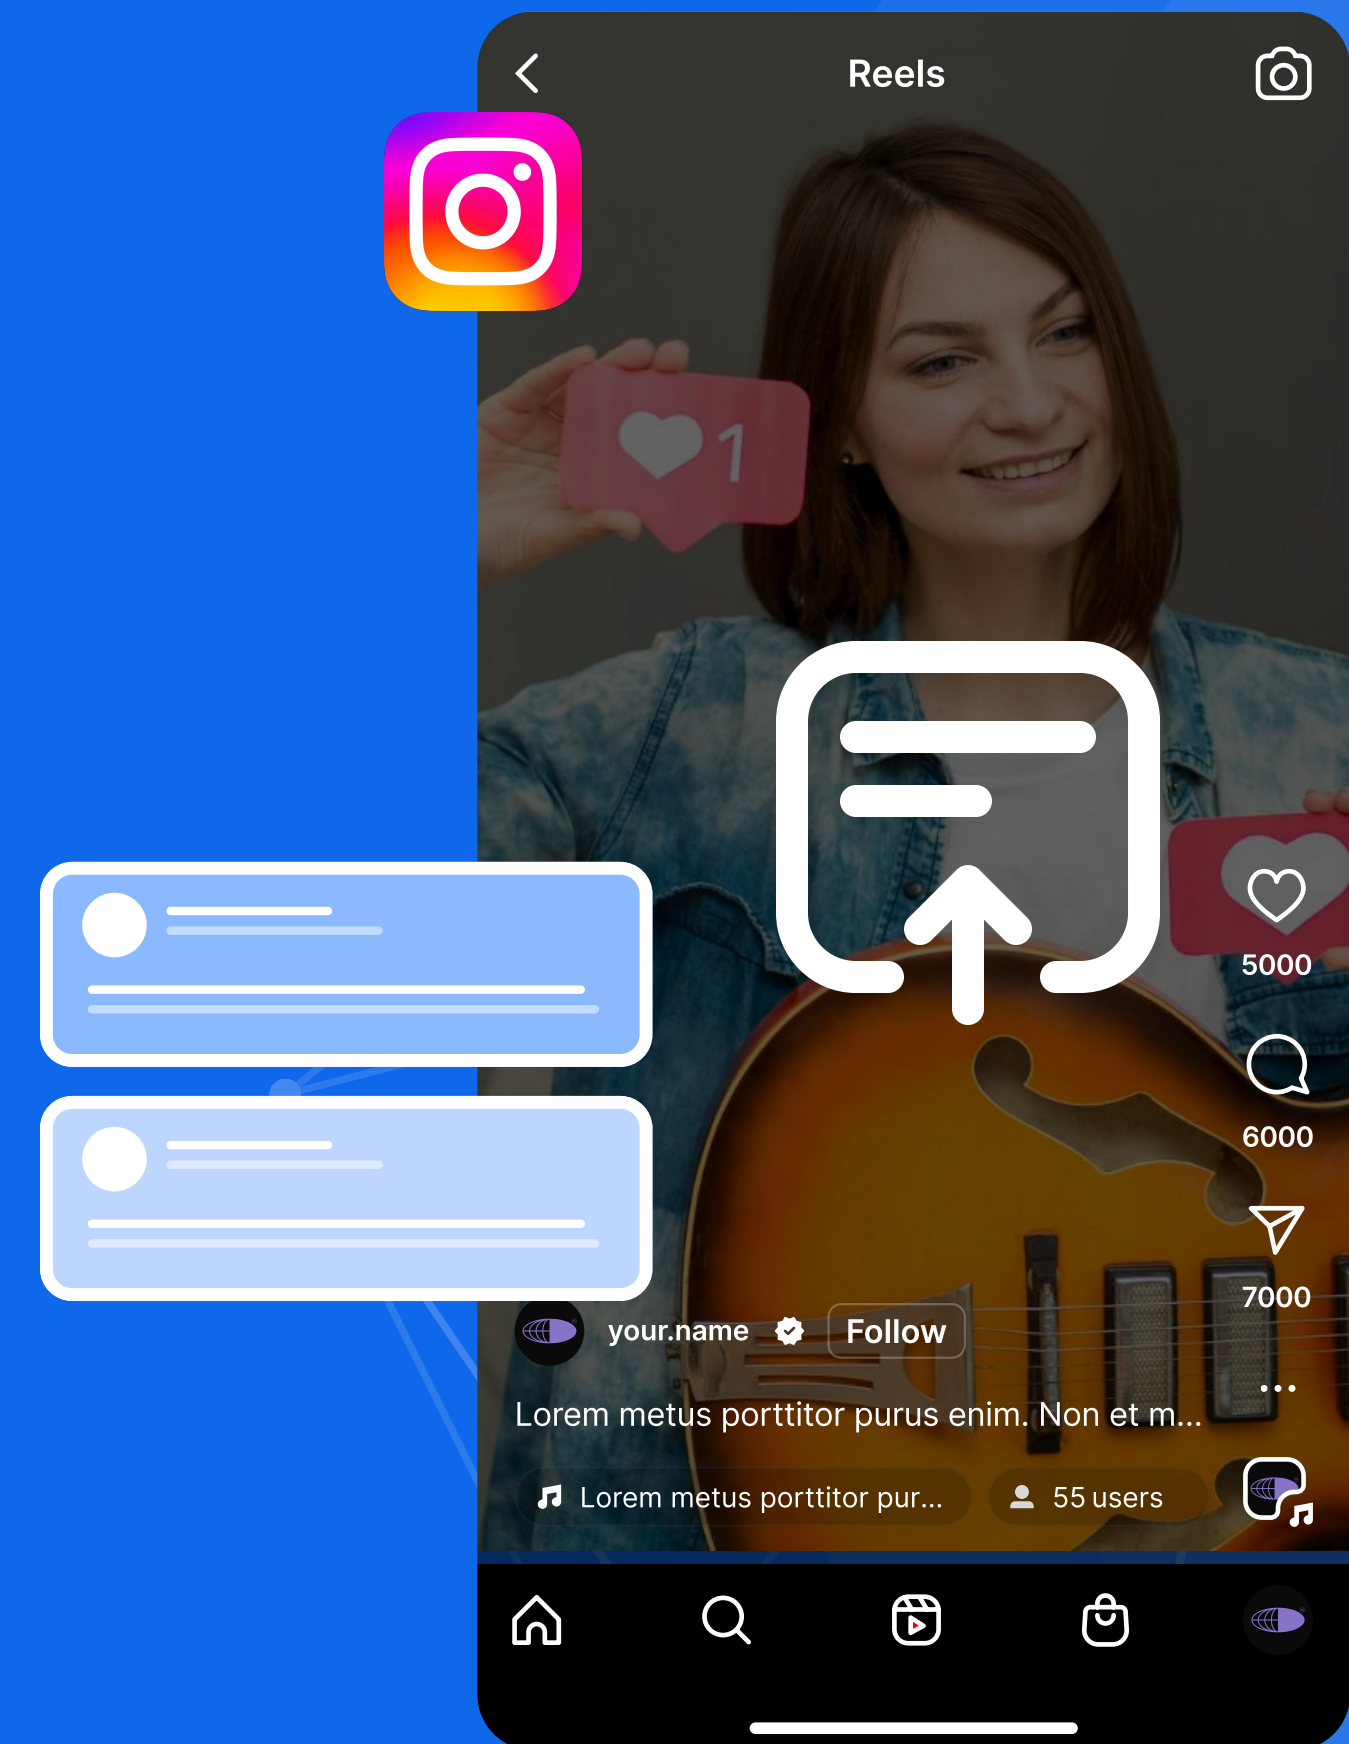 Reels
1
5000
6000
7000
your.name
Follow
Lorem metus porttitor purus enim. Non et m...
Lorem metus porttitor pur...
55 users